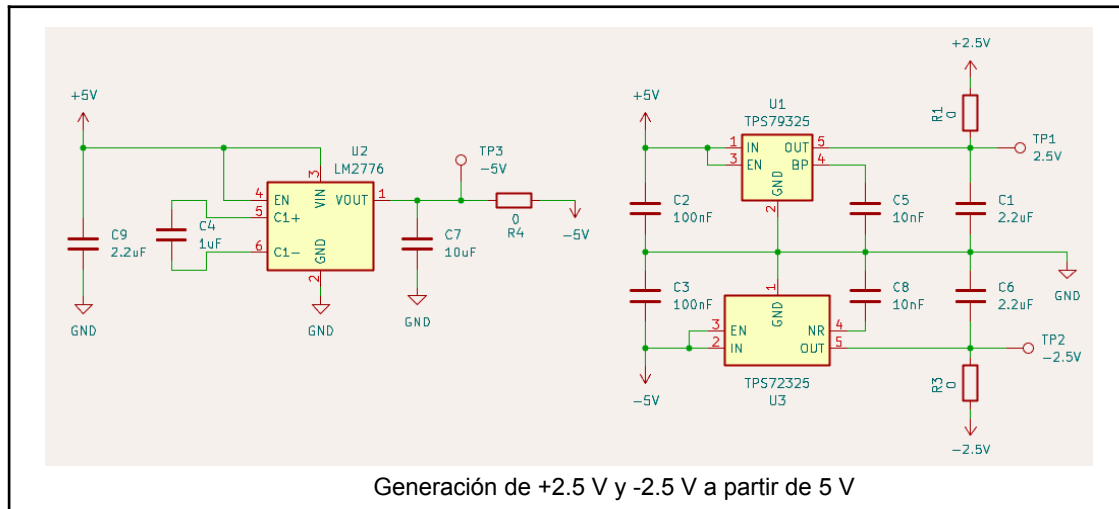 +5V
U2
LM2776
3
VIN
4 EN
VOUT 1
5 C1+
6 C1-
GND
2
C4
1uF
C9
2.2uF
GND
GND
TP3
-5V
C7
10uF
GND
0
R4
-5V
+5V
U1
TPS79325
1 IN OUT 5
3 EN BP 4
GND
2
+2.5V
R1
0
TP1
2.5V
C2
100nF
C5
10nF
C1
2.2uF
GND
C3
100nF
C8
10nF
C6
2.2uF
1
GND
3 EN NR 4
2 IN OUT 5
TPS72325
U3
-5V
TP2
-2.5V
R3
0
-2.5V
Generación de +2.5 V y -2.5 V a partir de 5 V